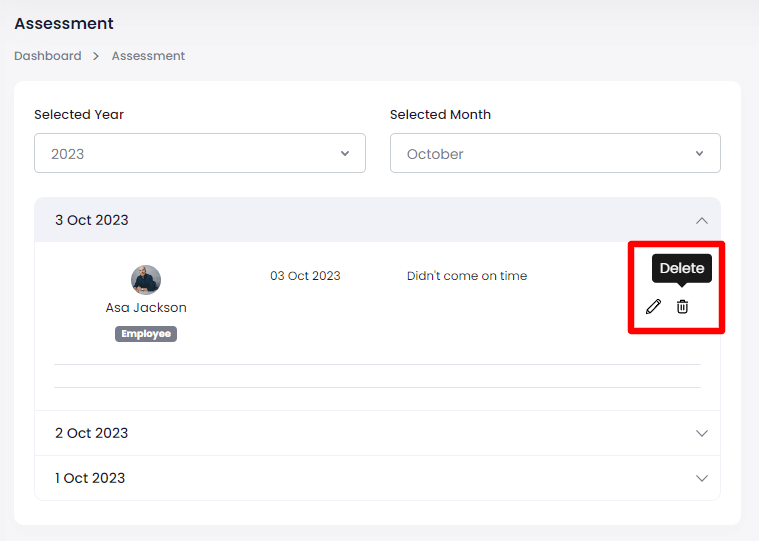 Assessment
Dashboard > Assessment
Selected Year
Selected Month
2023
October
3 Oct 2023
Delete
03 Oct 2023
Didn't come on time
Asa Jackson
Employee
2 Oct 2023
1 Oct 2023